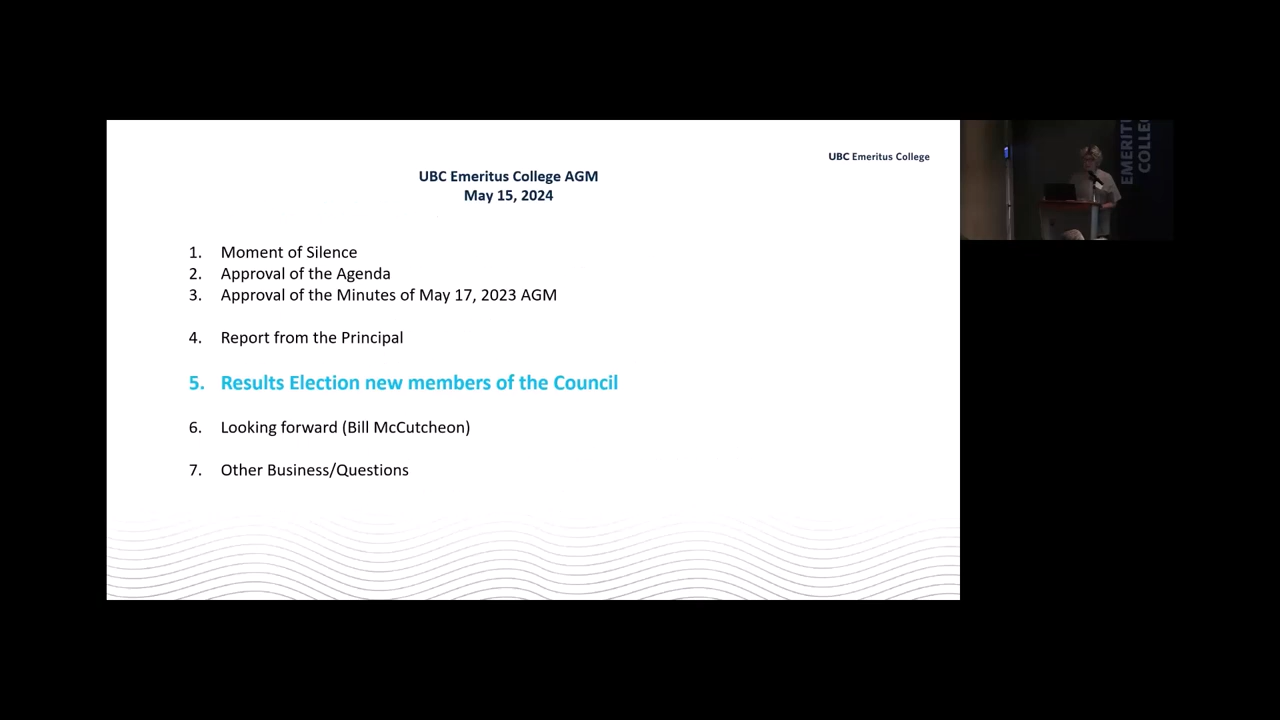 UBC Emeritus College
UBC Emeritus College AGM
May 15, 2024
1. Moment of Silence
2. Approval of the Agenda
3. Approval of the Minutes of May 17, 2023 AGM
4. Report from the Principal
5. Results Election new members of the Council
6. Looking forward (Bill McCutcheon)
7. Other Business/Questions
EMERIT
COLLE